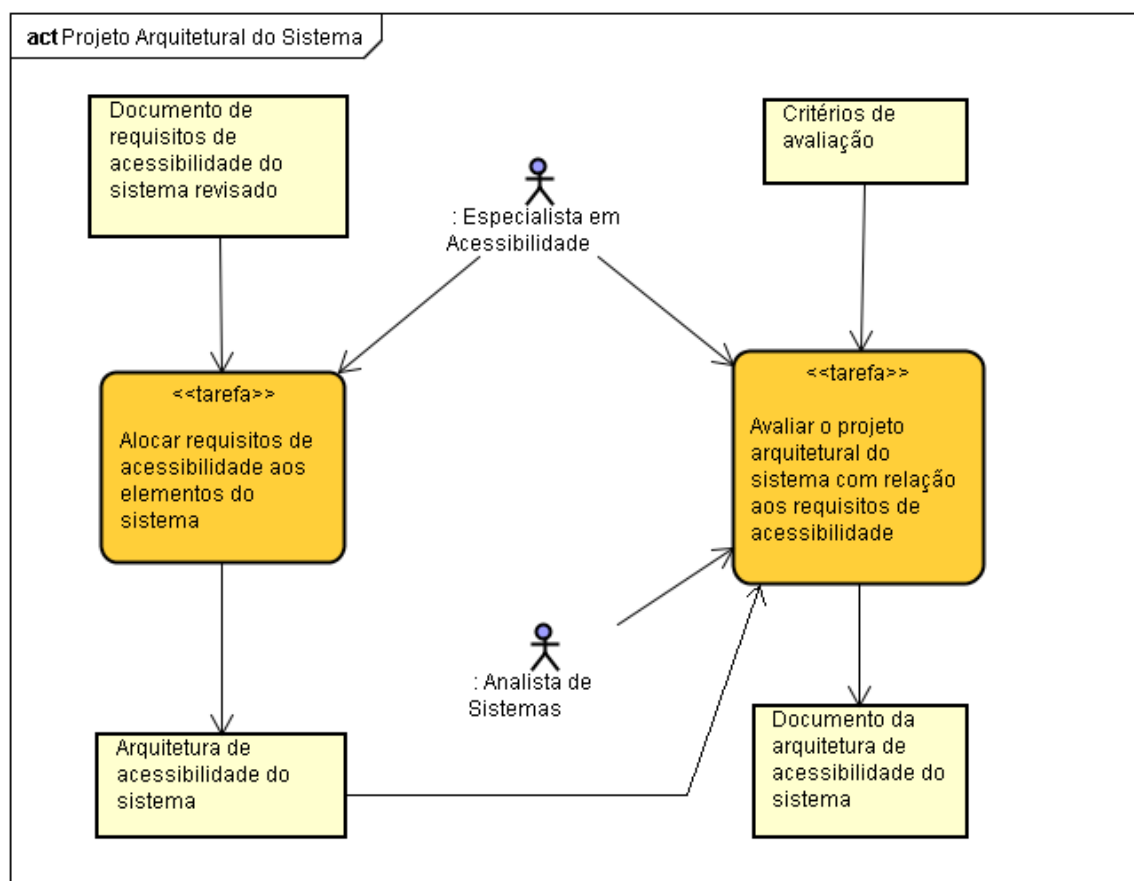 act Projeto Arquitetural do Sistema
Documento de
requisitos de
acessibilidade do
sistema revisado
Critérios de
avaliação
: Especialista em
Acessibilidade
<<tarefa>>
Alocar requisitos de
acessibilidade aos
elementos do
sistema
<<tarefa>>
Avaliar o projeto
arquitetural do
sistema com relação
aos requisitos de
acessibilidade
: Analista de
Sistemas
Arquitetura de
acessibilidade do
sistema
Documento da
arquitetura de
acessibilidade do
sistema